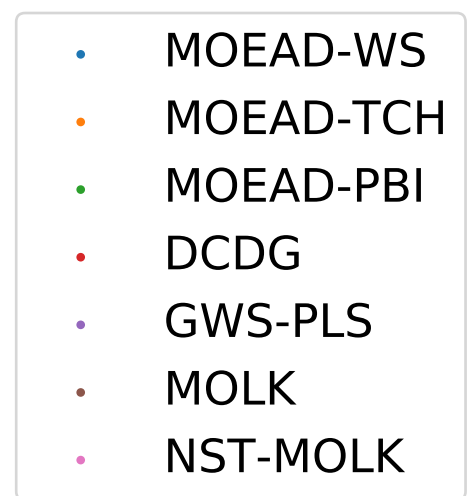 MOEAD-WS
MOEAD-TCH
MOEAD-PBI
DCDG
GWS-PLS
MOLK
NST-MOLK